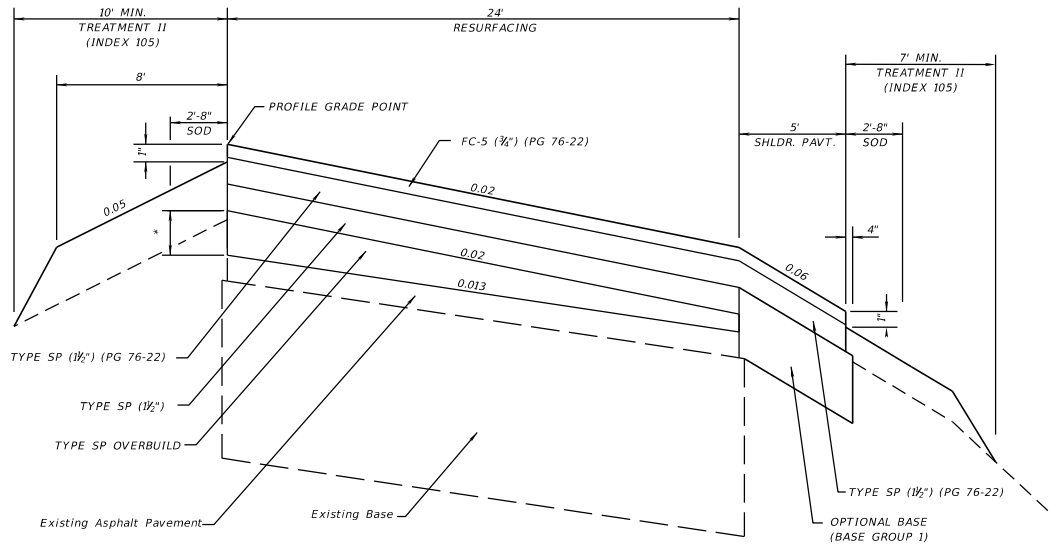 10' MIN.
TREATMENT II
(INDEX 105)
24'
RESURFACING
7' MIN.
TREATMENT II
(INDEX 105)
8'
2'-8"
SOD
PROFILE GRADE POINT
1"
FC-5 (¾") (PG 76-22)
5'
SHLDR. PAVT.
2'-8"
SOD
0.02
0.05
*
4"
0.02
0.06
0.013
1"
TYPE SP (1½") (PG 76-22)
TYPE SP (1½")
TYPE SP OVERBUILD
TYPE SP (1½") (PG 76-22)
Existing Asphalt Pavement
Existing Base
OPTIONAL BASE
(BASE GROUP 1)